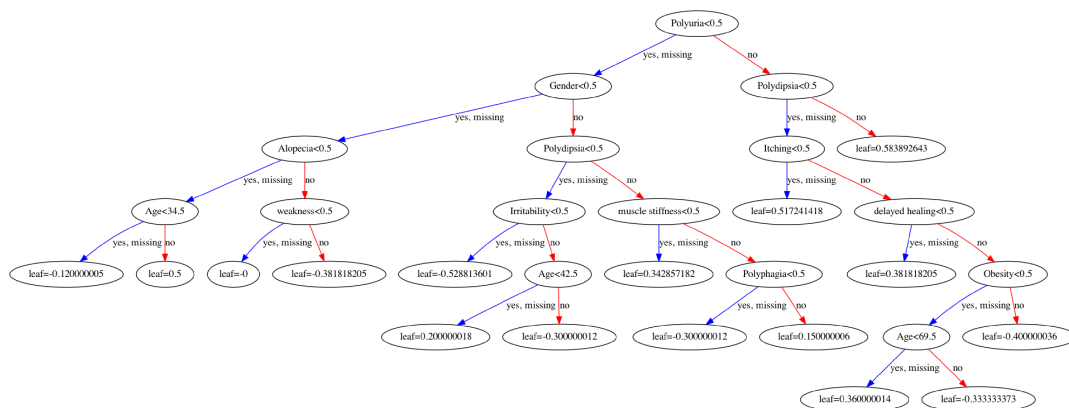 Polyuria<0.5
yes, missing
no
Gender<0.5
Polydipsia<0.5
yes, missing
no
yes, missing
no
Alopecia<0.5
Polydipsia<0.5
Itching<0.5
leaf=0.583892643
yes, missing
no
yes, missing
no
yes, missing
no
Age<34.5
weakness<0.5
Irritability<0.5
muscle stiffness<0.5
leaf=0.517241418
delayed healing<0.5
yes, missing
no
yes, missing
no
yes, missing
no
yes, missing
no
yes, missing
no
leaf=-0.120000005
leaf=0.5
leaf=-0
leaf=-0.381818205
leaf=-0.528813601
Age<42.5
leaf=0.342857182
Polyphagia<0.5
leaf=0.381818205
Obesity<0.5
yes, missing
no
yes, missing
no
yes, missing
no
leaf=0.200000018
leaf=-0.300000012
leaf=-0.300000012
leaf=0.150000006
Age<69.5
leaf=-0.400000036
yes, missing
no
leaf=0.360000014
leaf=-0.333333373